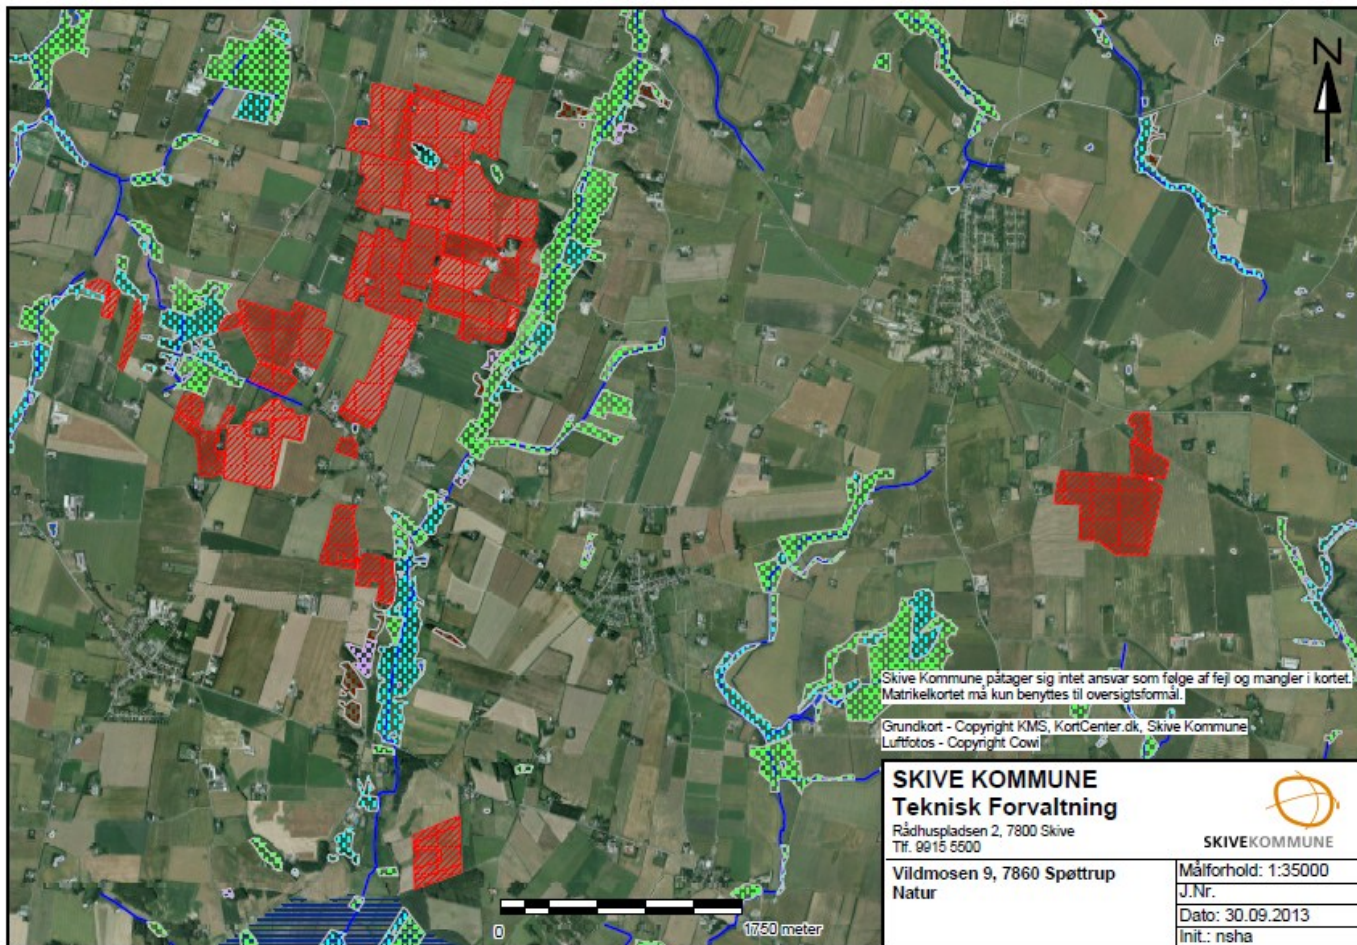 N
Skive Kommune påtager sig intet ansvar som følge af fejl og mangler i kortet.
Matrikelkortet må kun benyttes til oversigtsformål.
Grundkort - Copyright KMS, KortCenter.dk, Skive Kommune
Luftfotos - Copyright Cowi
SKIVE KOMMUNE
Teknisk Forvaltning
Rådhuspladsen 2, 7800 Skive
Tlf. 9915 5500
SKIVEKOMMUNE
Vildmosen 9, 7860 Spøttrup
Natur
Målforhold: 1:35000
J.Nr.
Dato: 30.09.2013
Init.: nsha
0
1750 meter